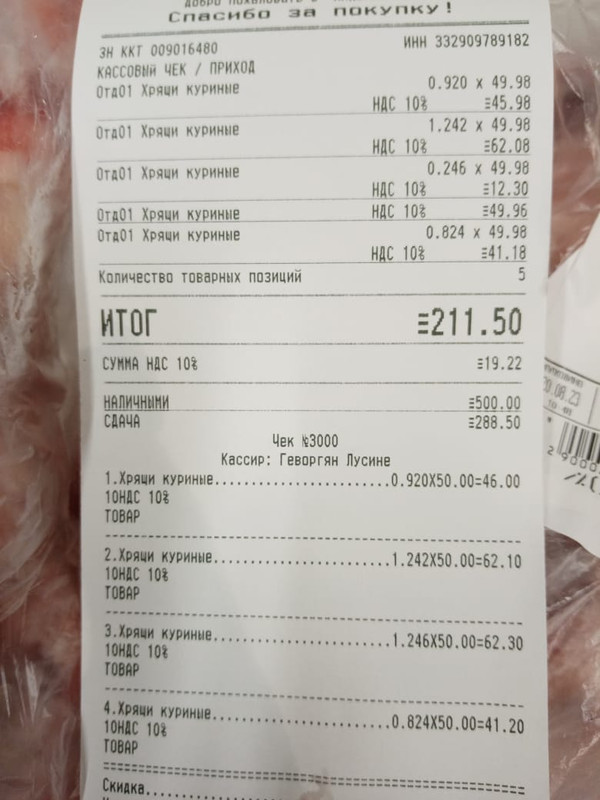 Спасибо за покупку!
ЗН ККТ 009016480 ИНН 332909789182
КАССОВЫЙ ЧЕК / ПРИХОД
Отд01 Хрящи куриные 0.920 x 49.98
НДС 10% ≡45.98
Отд01 Хрящи куриные 1.242 x 49.98
НДС 10% ≡62.08
Отд01 Хрящи куриные 0.246 x 49.98
НДС 10% ≡12.30
Отд01 Хрящи куриные НДС 10% ≡49.96
Отд01 Хрящи куриные 0.824 x 49.98
НДС 10% ≡41.18
Количество товарных позиций 5
ИТОГ ≡211.50
СУММА НДС 10% ≡19.22
НАЛИЧНЫМИ ≡500.00
СДАЧА ≡288.50
Чек №3000
Кассир: Геворгян Лусине
1.Хрящи куриные......................0.920X50.00=46.00
10НДС 10%
ТОВАР
2.Хрящи куриные......................1.242X50.00=62.10
10НДС 10%
ТОВАР
3.Хрящи куриные......................1.246X50.00=62.30
10НДС 10%
ТОВАР
4.Хрящи куриные......................0.824X50.00=41.20
10НДС 10%
ТОВАР
Скидка